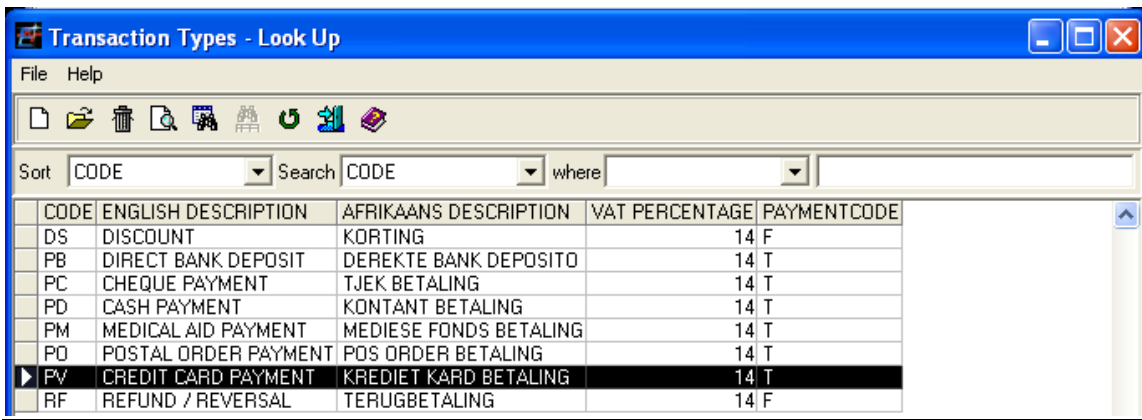 Transaction Types - Look Up
File Help
Sort CODE Search CODE where
CODE ENGLISH DESCRIPTION AFRIKAANS DESCRIPTION VAT PERCENTAGE PAYMENTCODE
DS DISCOUNT KORTING 14 F
PB DIRECT BANK DEPOSIT DEREKTE BANK DEPOSITO 14 T
PC CHEQUE PAYMENT TJEK BETALING 14 T
PD CASH PAYMENT KONTANT BETALING 14 T
PM MEDICAL AID PAYMENT MEDIESE FONDS BETALING 14 T
PO POSTAL ORDER PAYMENT POS ORDER BETALING 14 T
PV CREDIT CARD PAYMENT KREDIET KARD BETALING 14 T
RF REFUND / REVERSAL TERUGBETALING 14 F